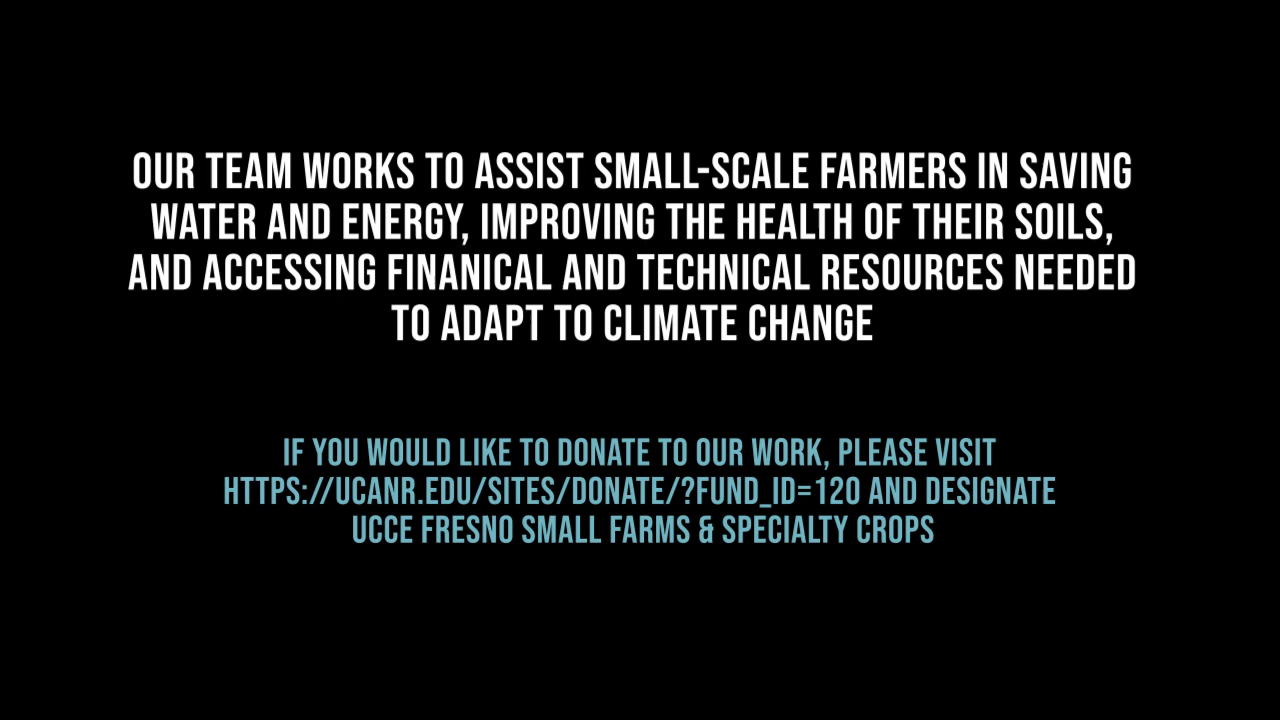 OUR TEAM WORKS TO ASSIST SMALL-SCALE FARMERS IN SAVING
WATER AND ENERGY, IMPROVING THE HEALTH OF THEIR SOILS,
AND ACCESSING FINANICAL AND TECHNICAL RESOURCES NEEDED
TO ADAPT TO CLIMATE CHANGE
IF YOU WOULD LIKE TO DONATE TO OUR WORK, PLEASE VISIT
HTTPS://UCANR.EDU/SITES/DONATE/?FUND_ID=120 AND DESIGNATE
UCCE FRESNO SMALL FARMS & SPECIALTY CROPS